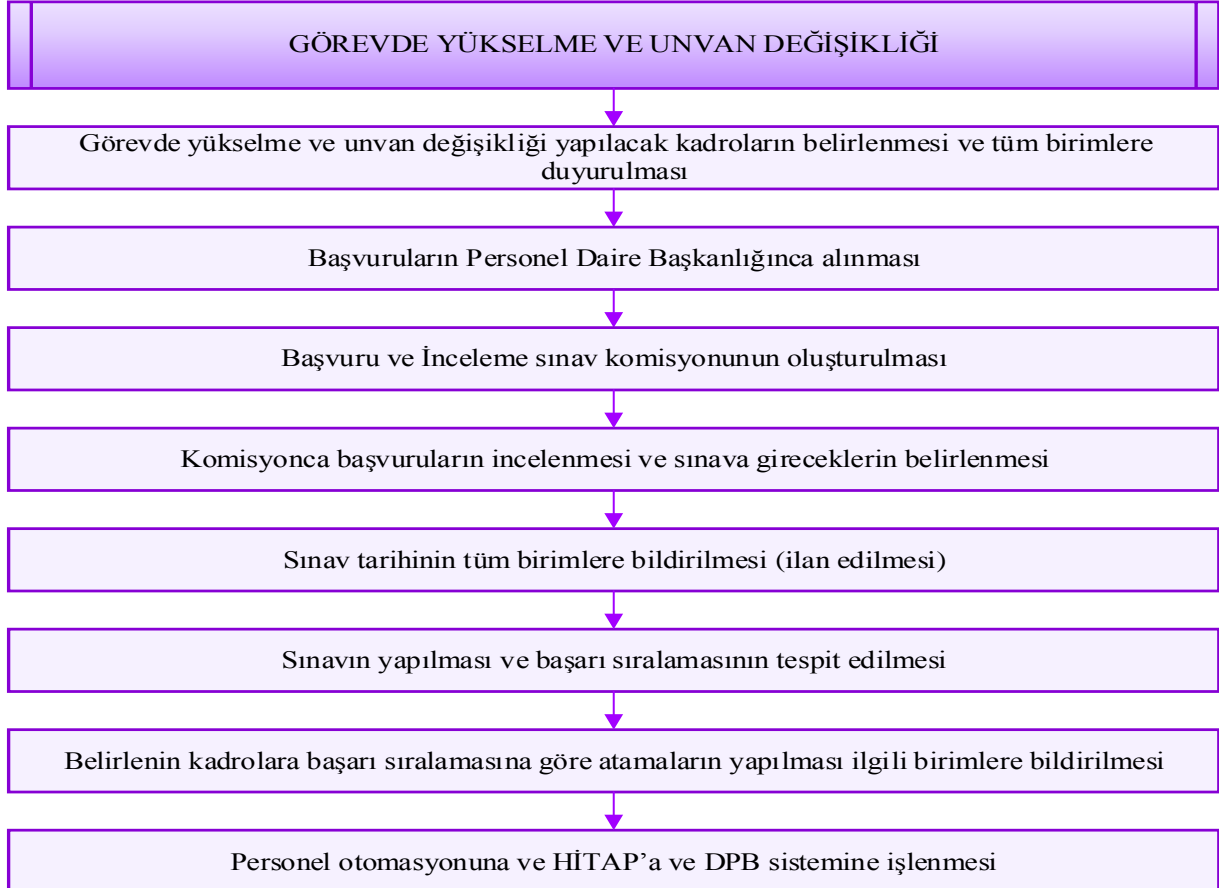 GÖREVDE YÜKSELME VE UNVAN DEĞİŞİKLİĞİ
Görevde yükselme ve unvan değişikliği yapılacak kadroların belirlenmesi ve tüm birimlere
duyurulması
Başvuruların Personel Daire Başkanlığınca alınması
Başvuru ve İnceleme sınav komisyonunun oluşturulması
Komisyonca başvuruların incelenmesi ve sınava gireceklerin belirlenmesi
Sınav tarihinin tüm birimlere bildirilmesi (ilan edilmesi)
Sınavın yapılması ve başarı sıralamasının tespit edilmesi
Belirlenin kadrolara başarı sıralamasına göre atamaların yapılması ilgili birimlere bildirilmesi
Personel otomasyonuna ve HİTAP’a ve DPB sistemine işlenmesi